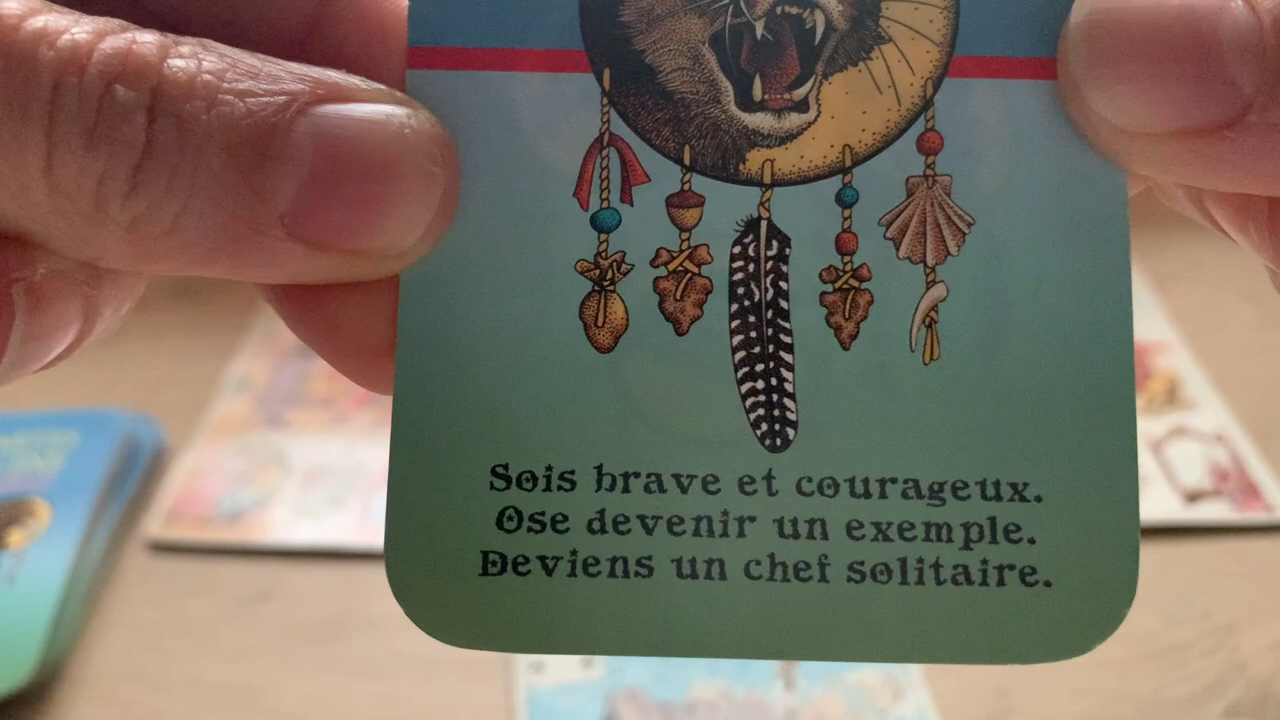 Sois brave et courageux.
Ose devenir un exemple.
Deviens un chef solitaire.